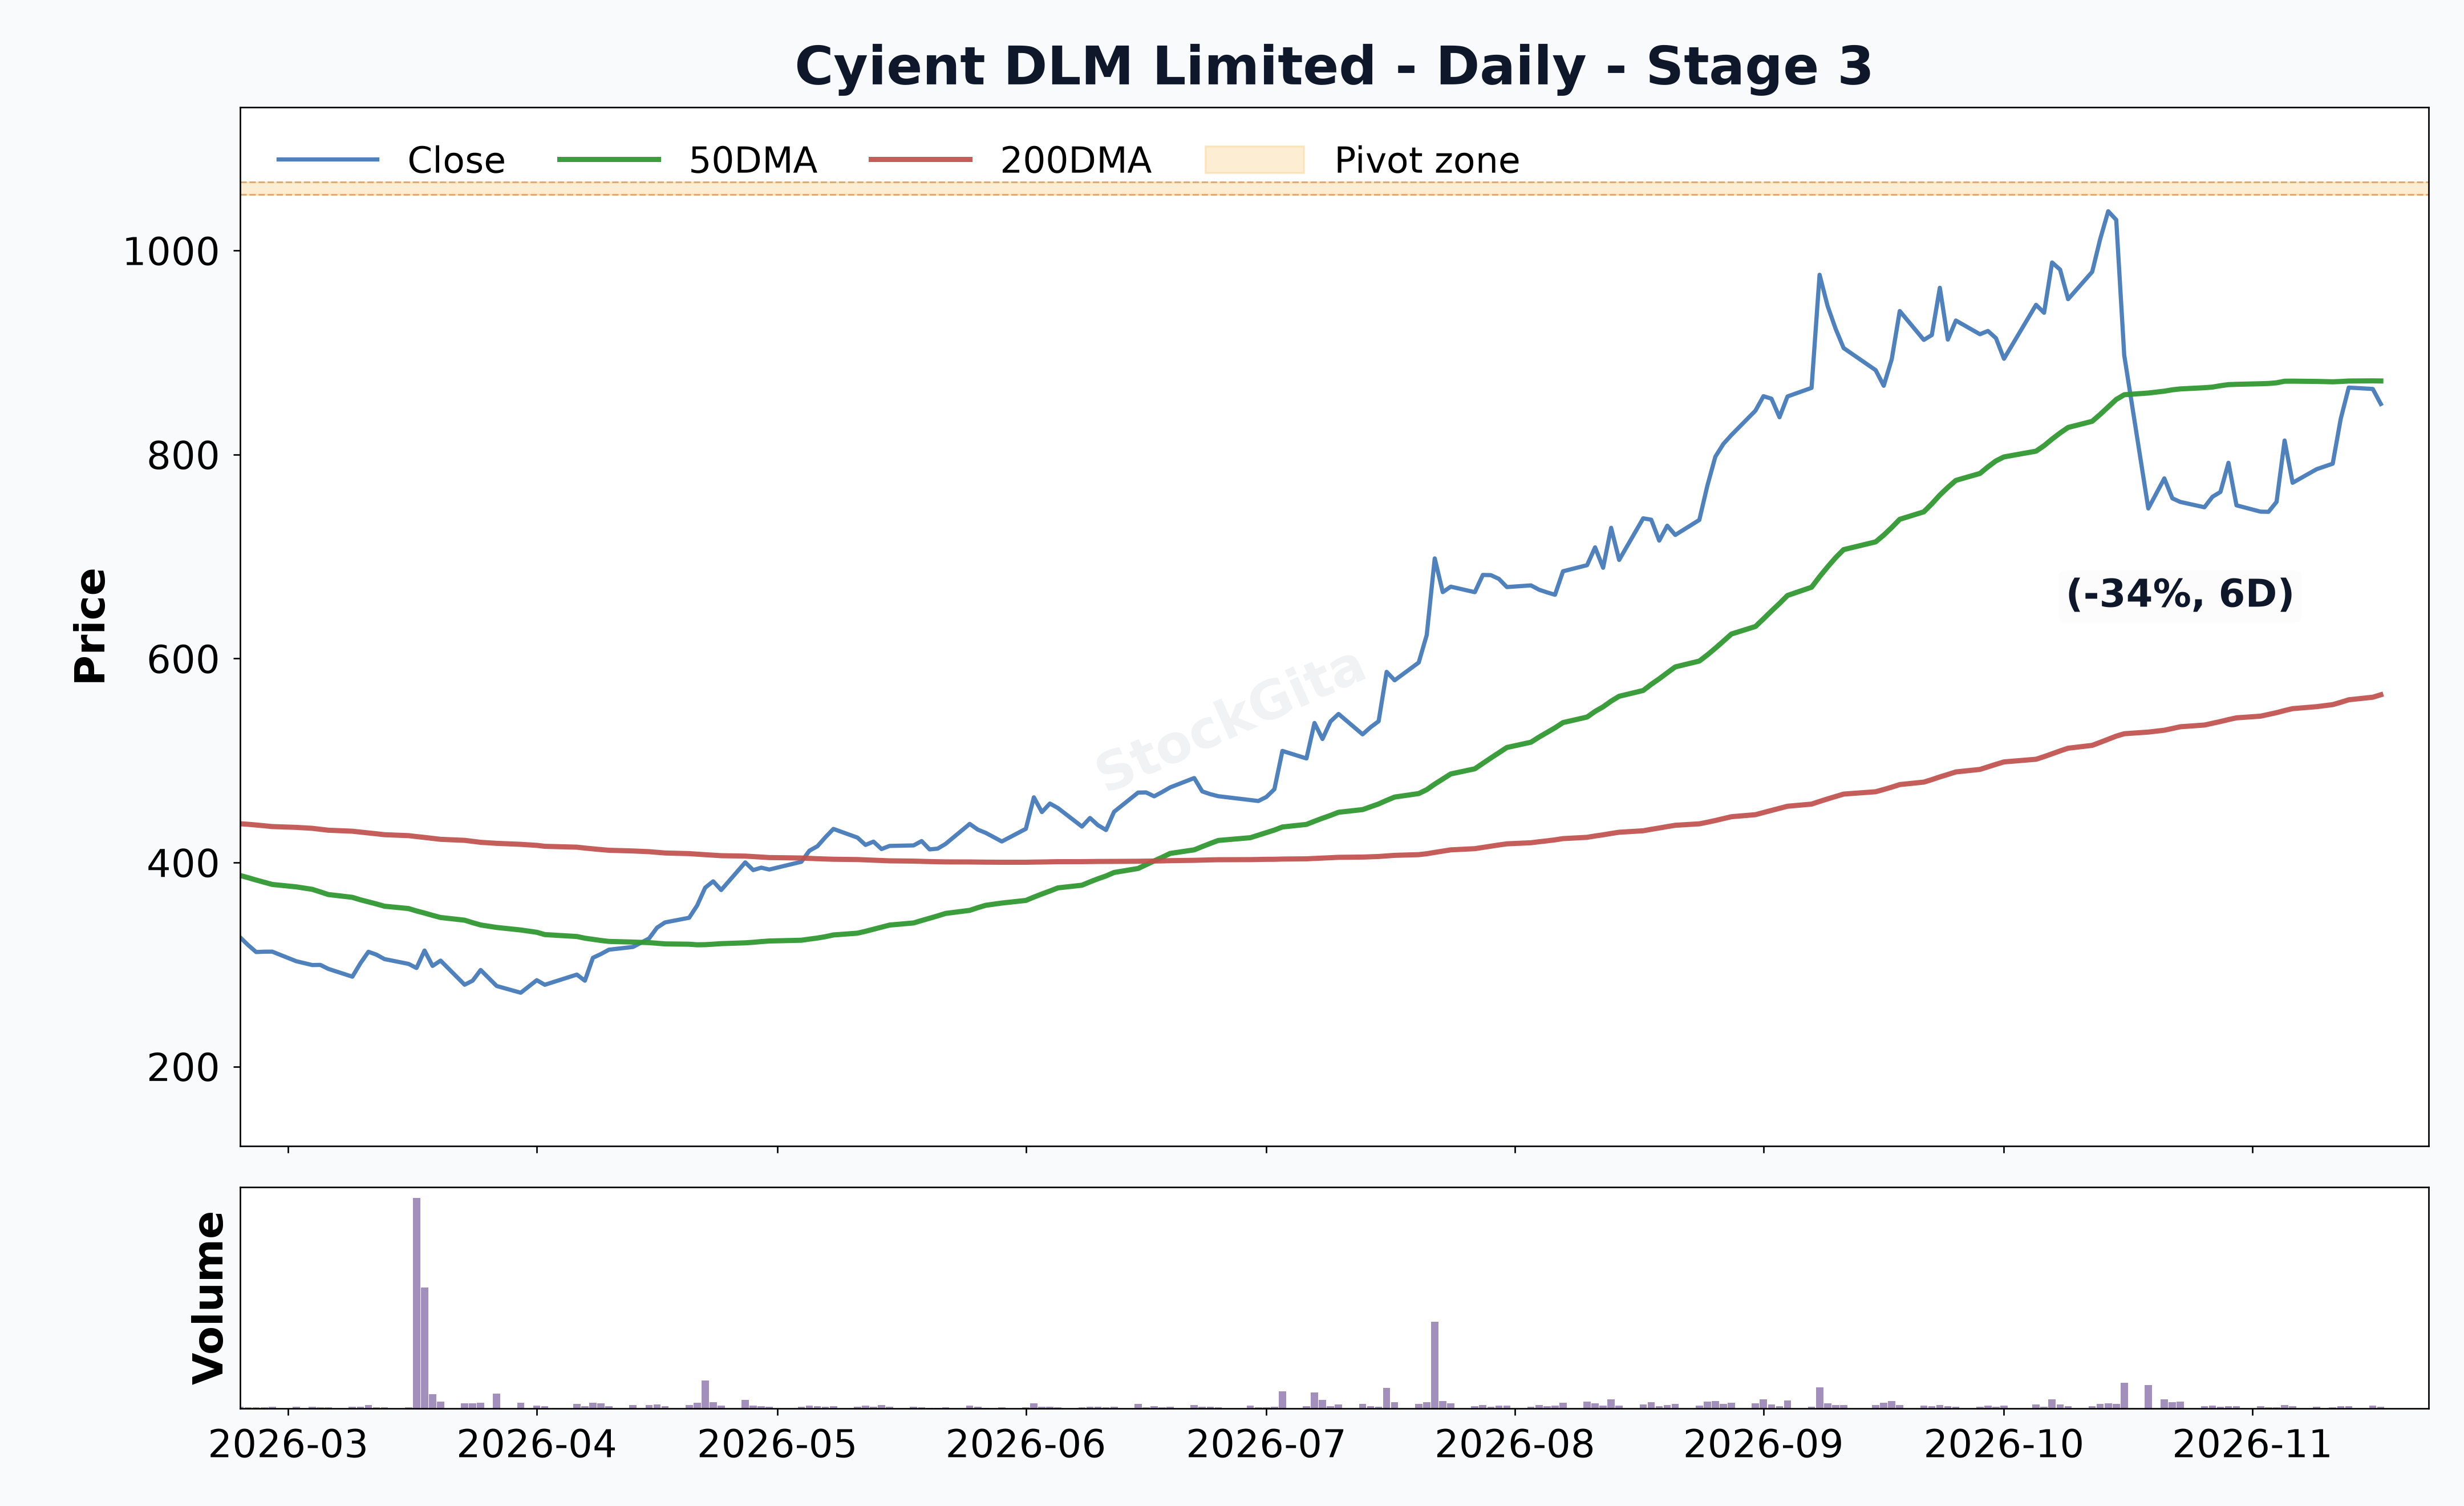 Cyient DLM Limited - Daily - Stage 3
Close 50DMA 200DMA Pivot zone
1000
800
600
400
200
Price
(-34%, 6D)
StockGita
Volume
2026-03 2026-04 2026-05 2026-06 2026-07 2026-08 2026-09 2026-10 2026-11